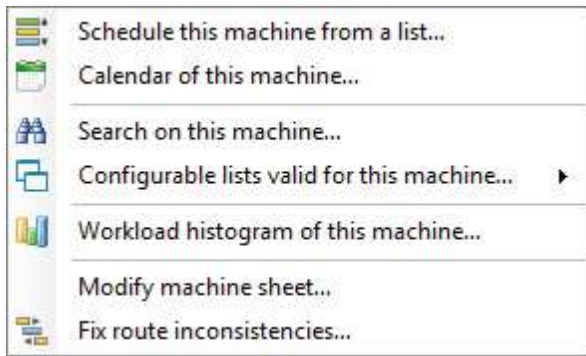 Schedule this machine from a list...
Calendar of this machine...
Search on this machine...
Configurable lists valid for this machine...
Workload histogram of this machine...
Modify machine sheet...
Fix route inconsistencies...